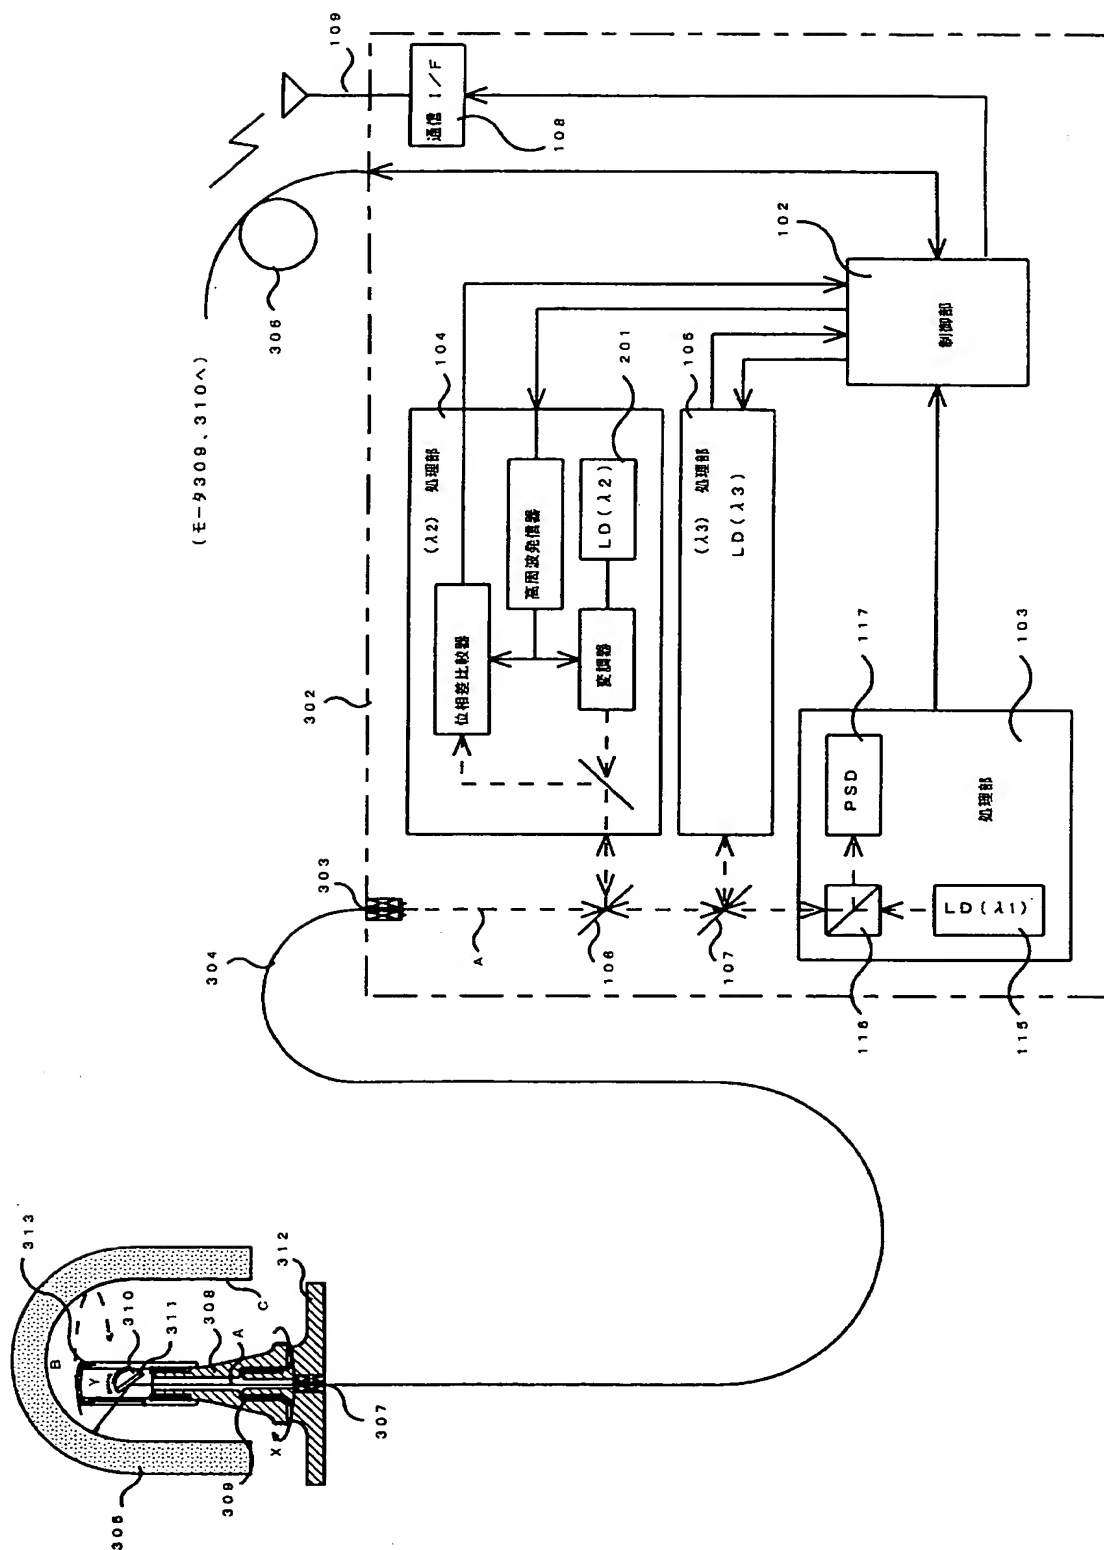 (モータ309、310へ)
306
109
通信 I/F
108
302
303
304
A
106
107
104
(λ2) 処理部
位相差比較器
高周波発信器
変調器
LD(λ2)
201
105
(λ3) 処理部
LD(λ3)
102
制御部
103
処理部
117
PSD
LD(λ1)
116
115
313
310
311
308
A
C
312
B
Y
X
305
309
307